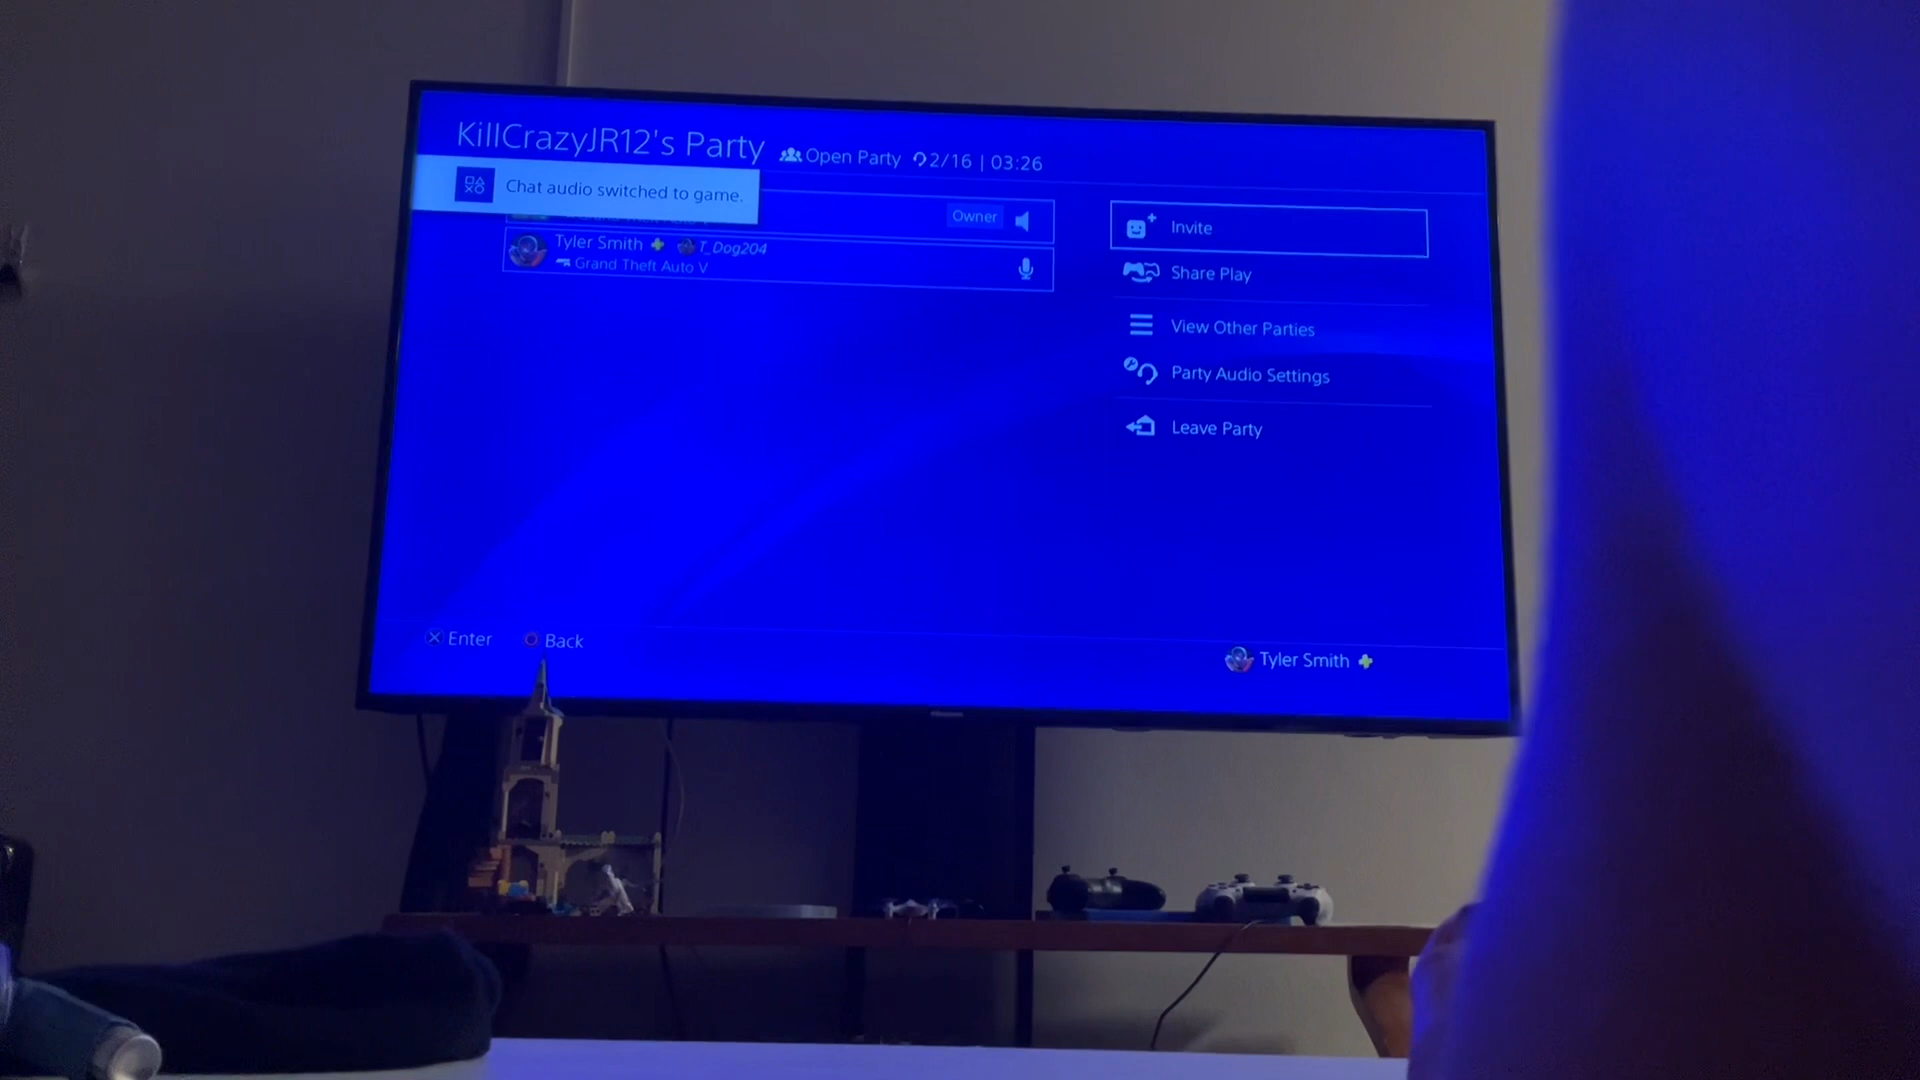 KillCrazyJR12's Party Open Party 2/16 | 03:26
Chat audio switched to game.
Owner
Tyler Smith T_Dog204
Grand Theft Auto V
Invite
Share Play
View Other Parties
Party Audio Settings
Leave Party
Enter Back
Tyler Smith